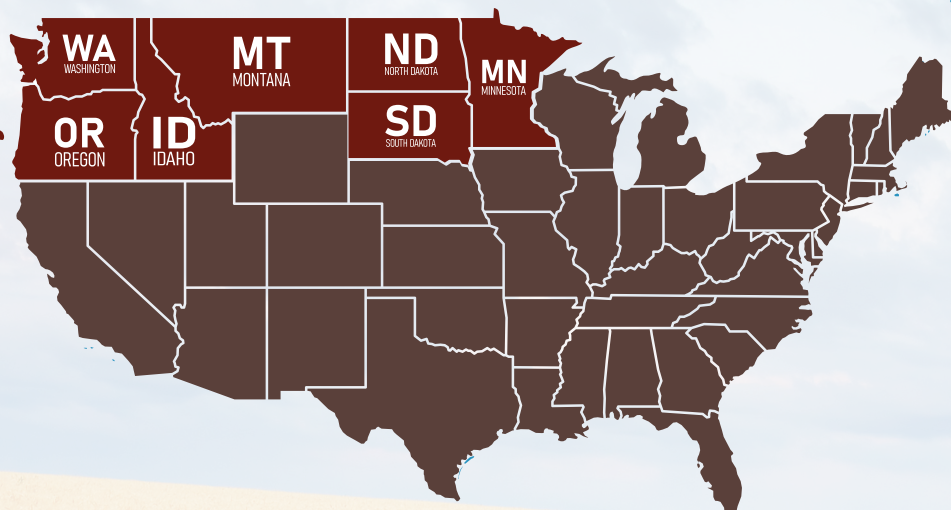 WA
WASHINGTON
OR
OREGON
ID
IDAHO
MT
MONTANA
ND
NORTH DAKOTA
SD
SOUTH DAKOTA
MN
MINNESOTA